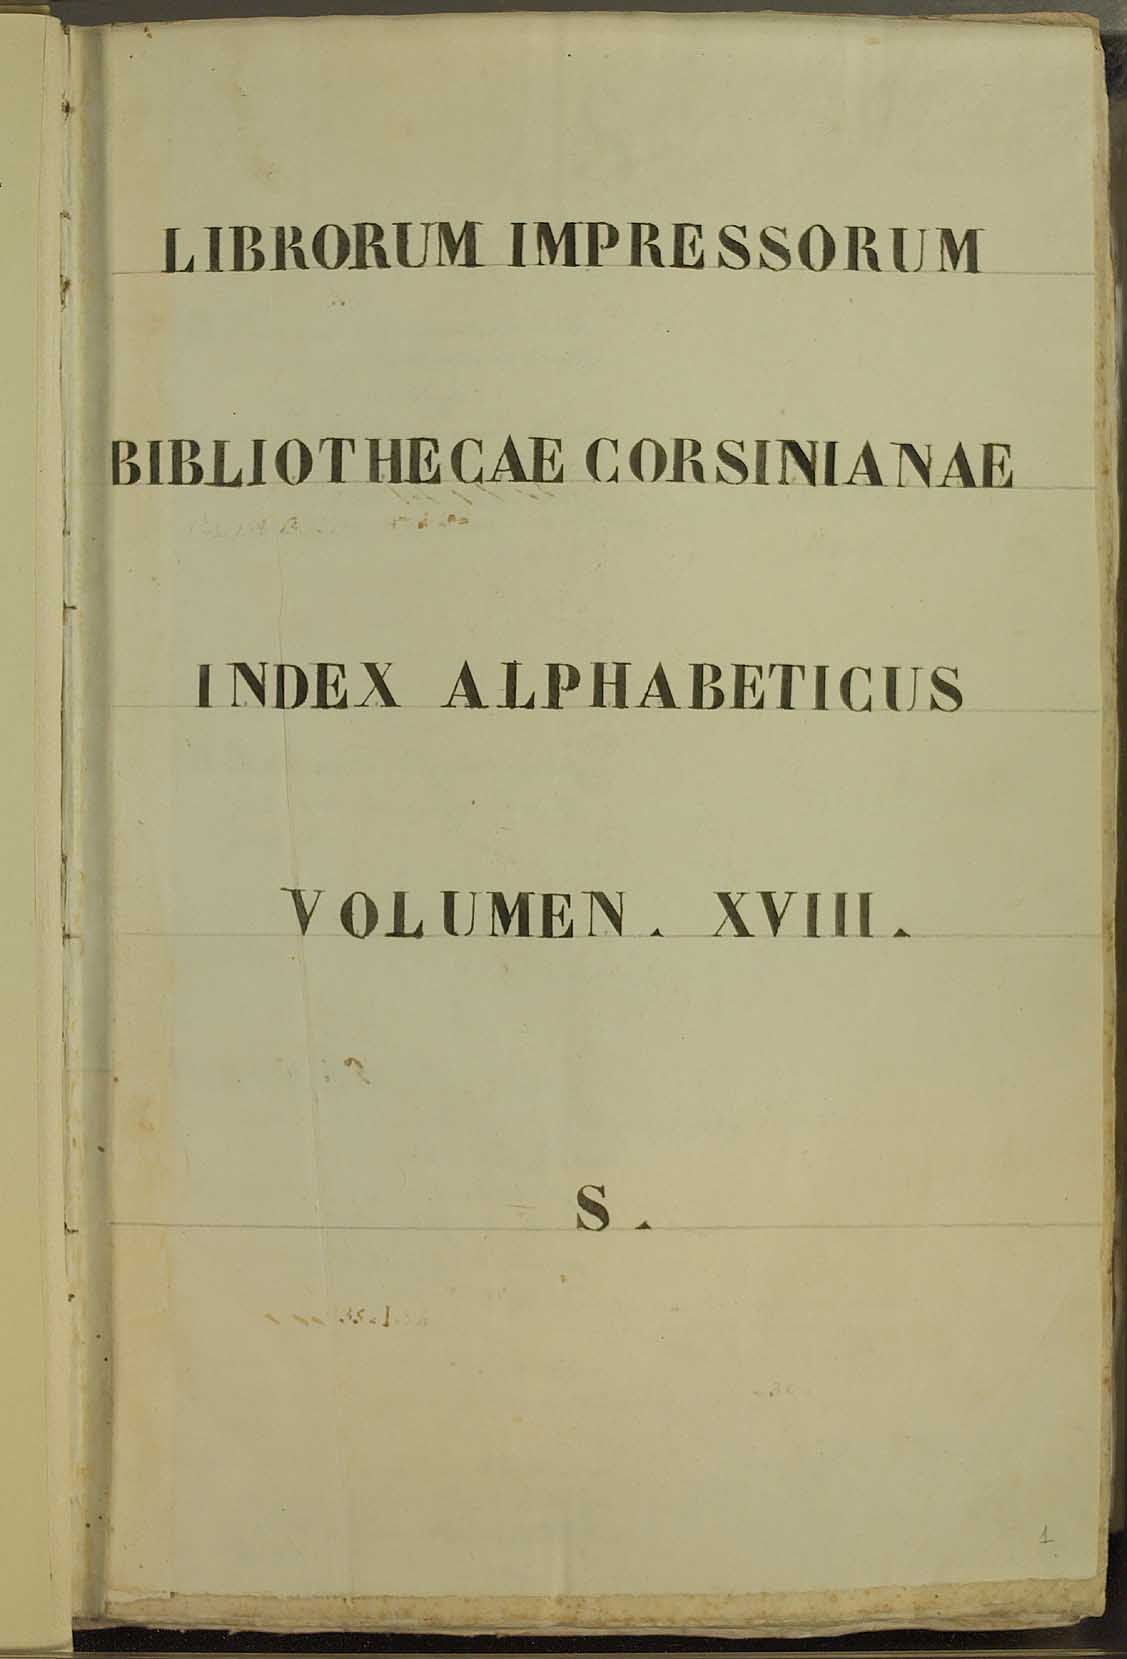 LIBRORUM IMPRESSORUM
BIBLIOTHECAE CORSINIANAE
INDEX ALPHABETICUS
VOLUMEN. XVIII.
S.
1